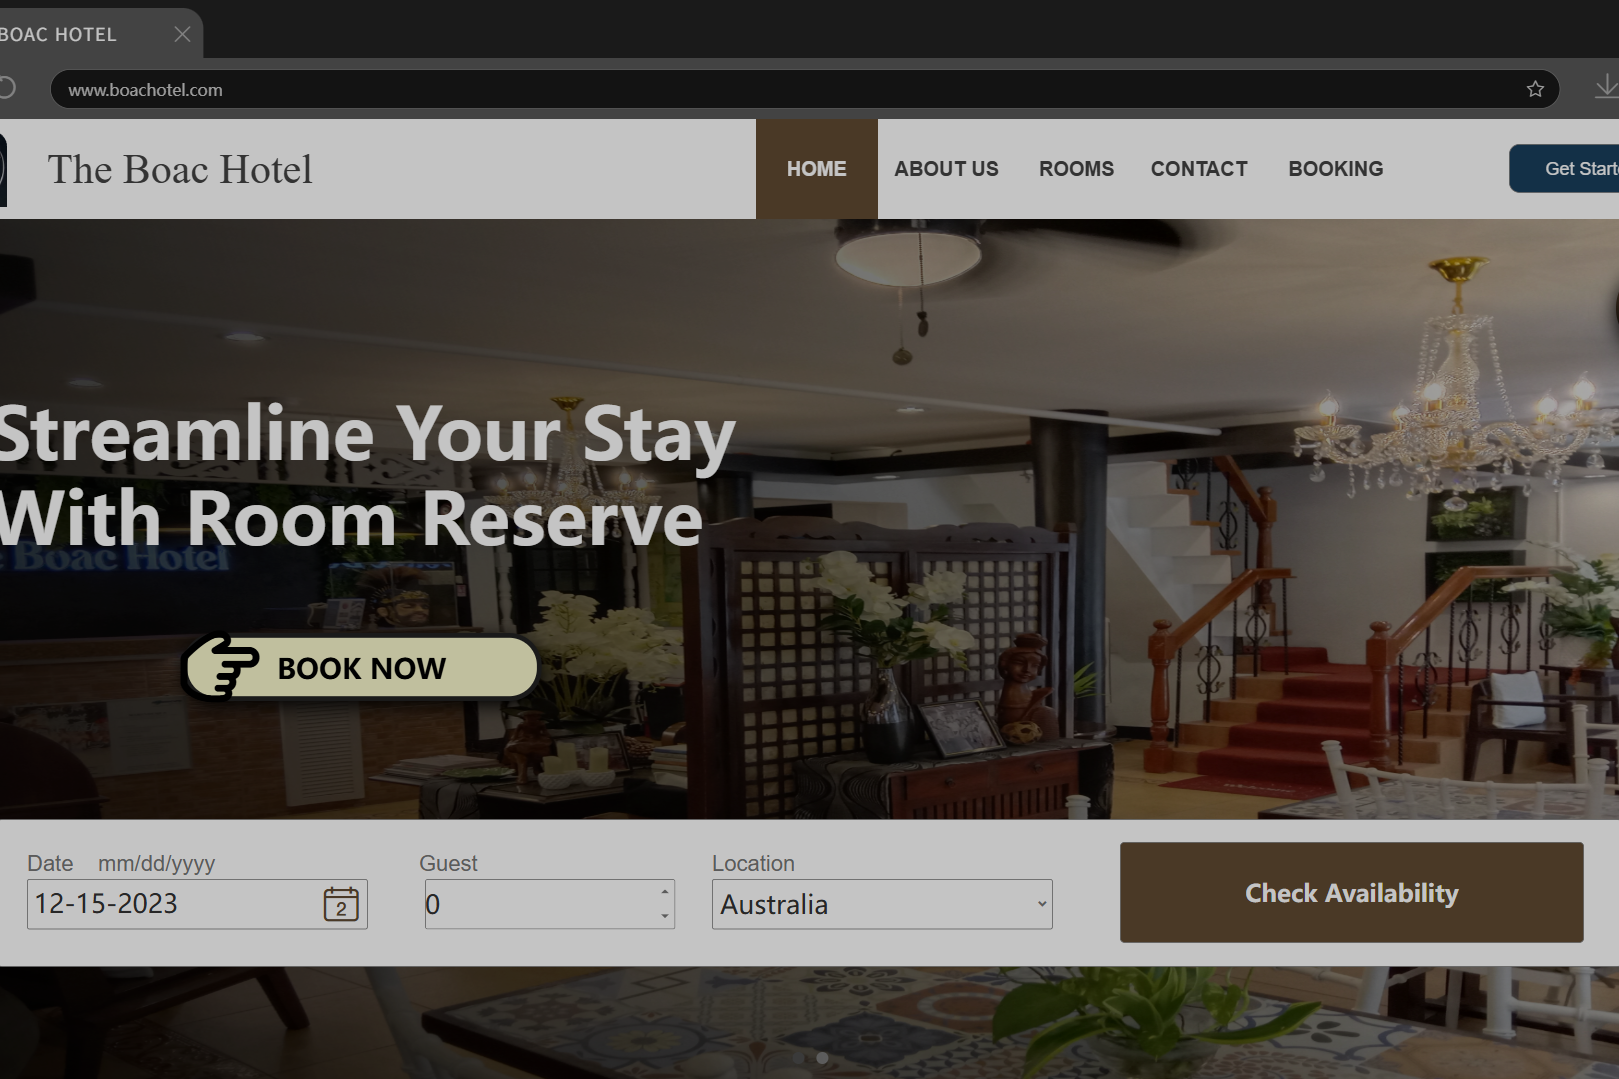 BOAC HOTEL
www.boachotel.com
The Boac Hotel
HOME ABOUT US ROOMS CONTACT BOOKING
Get Start
Streamline Your Stay
With Room Reserve
Boac Hotel
BOOK NOW
Date mm/dd/yyyy Guest Location
12-15-2023 2 0 Australia
Check Availability